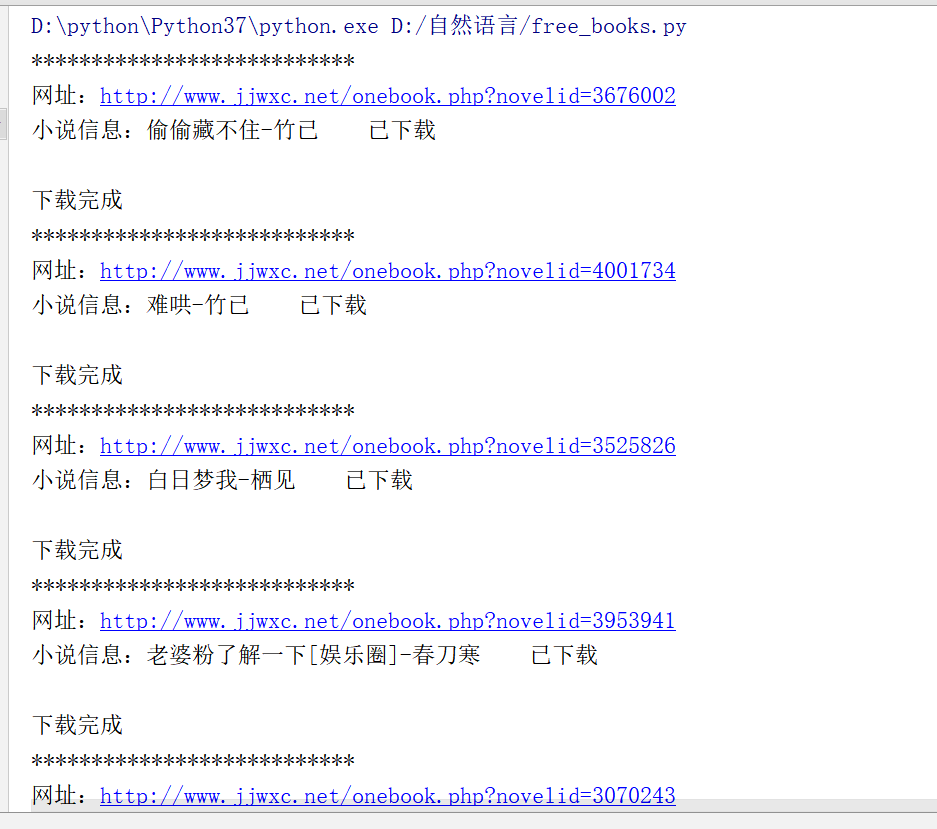 D:\python\Python37\python.exe D:/自然语言/free_books.py
***************************
网址：http://www.jjwxc.net/onebook.php?novelid=3676002
小说信息：偷偷藏不住-竹已    已下载
下载完成
***************************
网址：http://www.jjwxc.net/onebook.php?novelid=4001734
小说信息：难哄-竹已    已下载
下载完成
***************************
网址：http://www.jjwxc.net/onebook.php?novelid=3525826
小说信息：白日梦我-栖见    已下载
下载完成
***************************
网址：http://www.jjwxc.net/onebook.php?novelid=3953941
小说信息：老婆粉了解一下[娱乐圈]-春刀寒    已下载
下载完成
***************************
网址：http://www.jjwxc.net/onebook.php?novelid=3070243